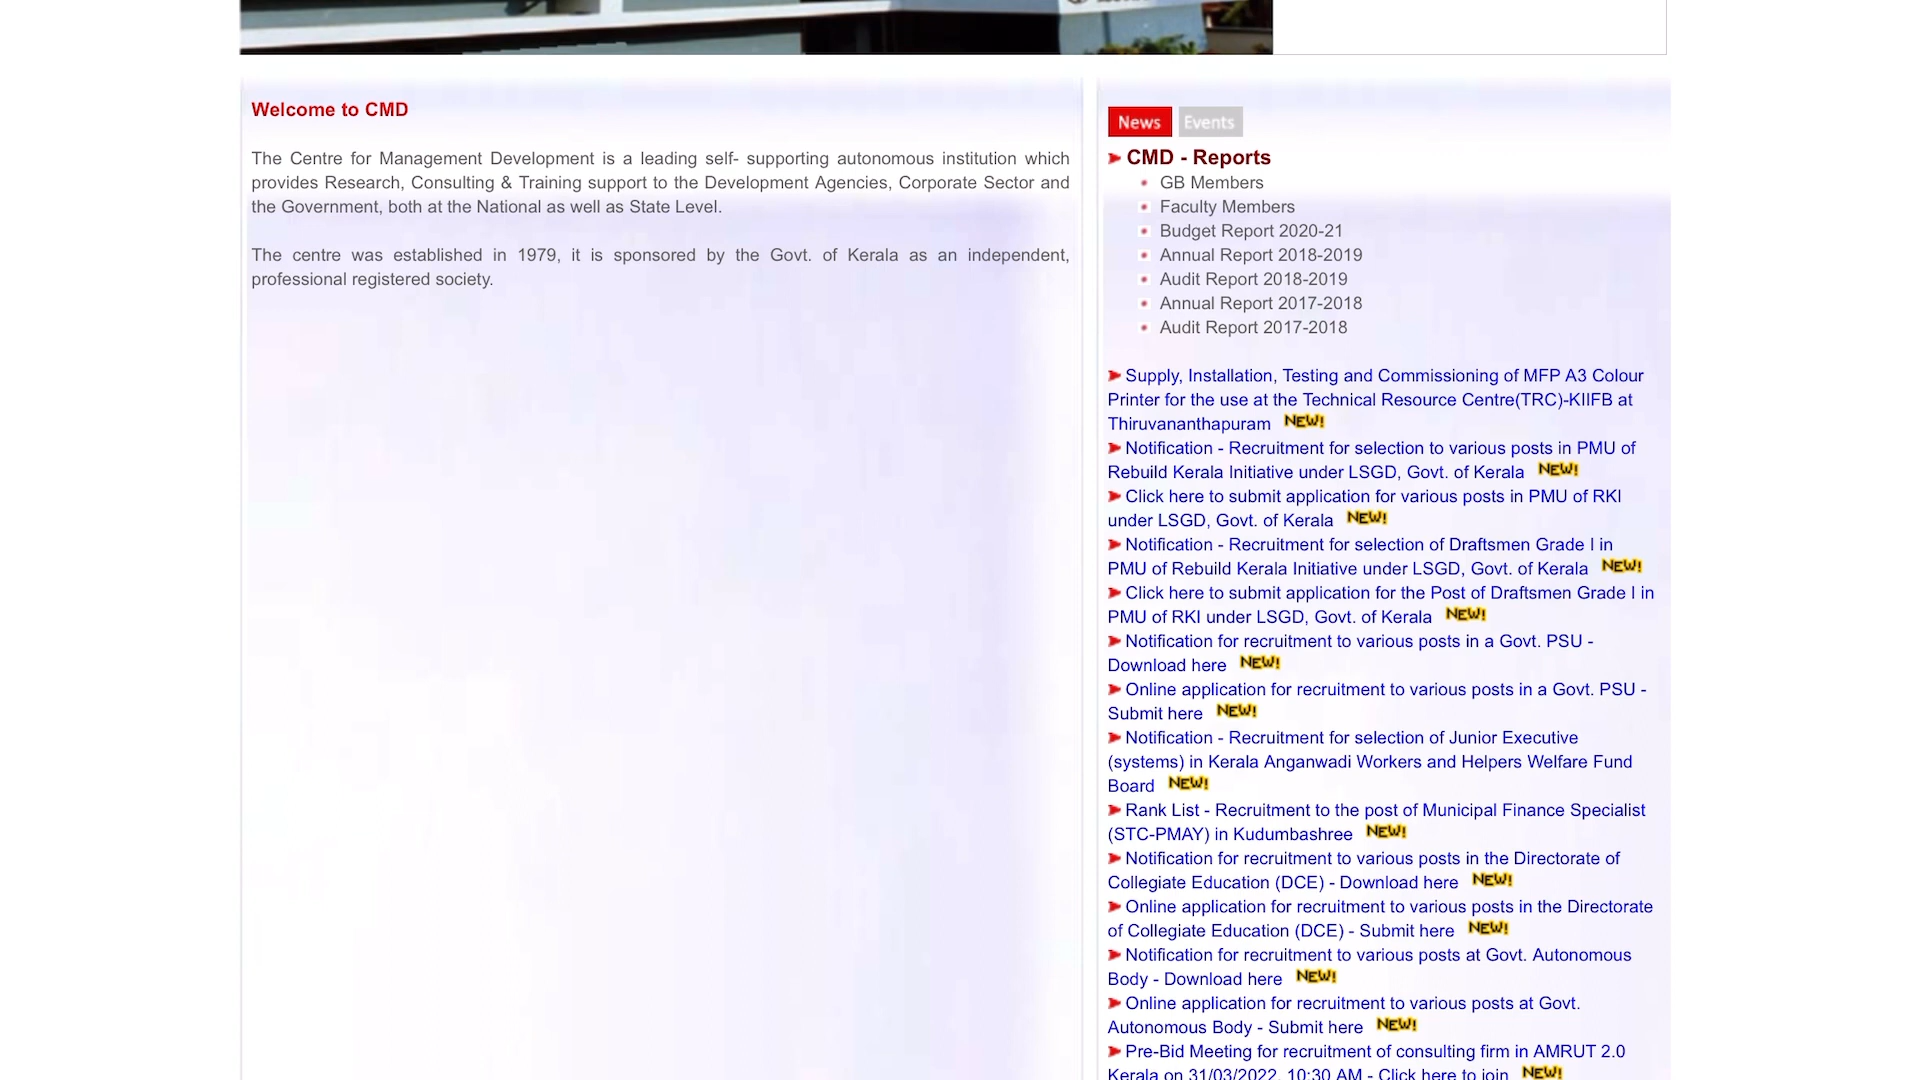 Welcome to CMD
The Centre for Management Development is a leading self- supporting autonomous institution which
provides Research, Consulting & Training support to the Development Agencies, Corporate Sector and
the Government, both at the National as well as State Level.
The centre was established in 1979, it is sponsored by the Govt. of Kerala as an independent,
professional registered society.
News Events
CMD - Reports
GB Members
Faculty Members
Budget Report 2020-21
Annual Report 2018-2019
Audit Report 2018-2019
Annual Report 2017-2018
Audit Report 2017-2018
Supply, Installation, Testing and Commissioning of MFP A3 Colour
Printer for the use at the Technical Resource Centre(TRC)-KIIFB at
Thiruvananthapuram NEW!
Notification - Recruitment for selection to various posts in PMU of
Rebuild Kerala Initiative under LSGD, Govt. of Kerala NEW!
Click here to submit application for various posts in PMU of RKI
under LSGD, Govt. of Kerala NEW!
Notification - Recruitment for selection of Draftsmen Grade I in
PMU of Rebuild Kerala Initiative under LSGD, Govt. of Kerala NEW!
Click here to submit application for the Post of Draftsmen Grade I in
PMU of RKI under LSGD, Govt. of Kerala NEW!
Notification for recruitment to various posts in a Govt. PSU -
Download here NEW!
Online application for recruitment to various posts in a Govt. PSU -
Submit here NEW!
Notification - Recruitment for selection of Junior Executive
(systems) in Kerala Anganwadi Workers and Helpers Welfare Fund
Board NEW!
Rank List - Recruitment to the post of Municipal Finance Specialist
(STC-PMAY) in Kudumbashree NEW!
Notification for recruitment to various posts in the Directorate of
Collegiate Education (DCE) - Download here NEW!
Online application for recruitment to various posts in the Directorate
of Collegiate Education (DCE) - Submit here NEW!
Notification for recruitment to various posts at Govt. Autonomous
Body - Download here NEW!
Online application for recruitment to various posts at Govt.
Autonomous Body - Submit here NEW!
Pre-Bid Meeting for recruitment of consulting firm in AMRUT 2.0
Kerala on 31/03/2022, 10:30 AM - Click here to join NEW!